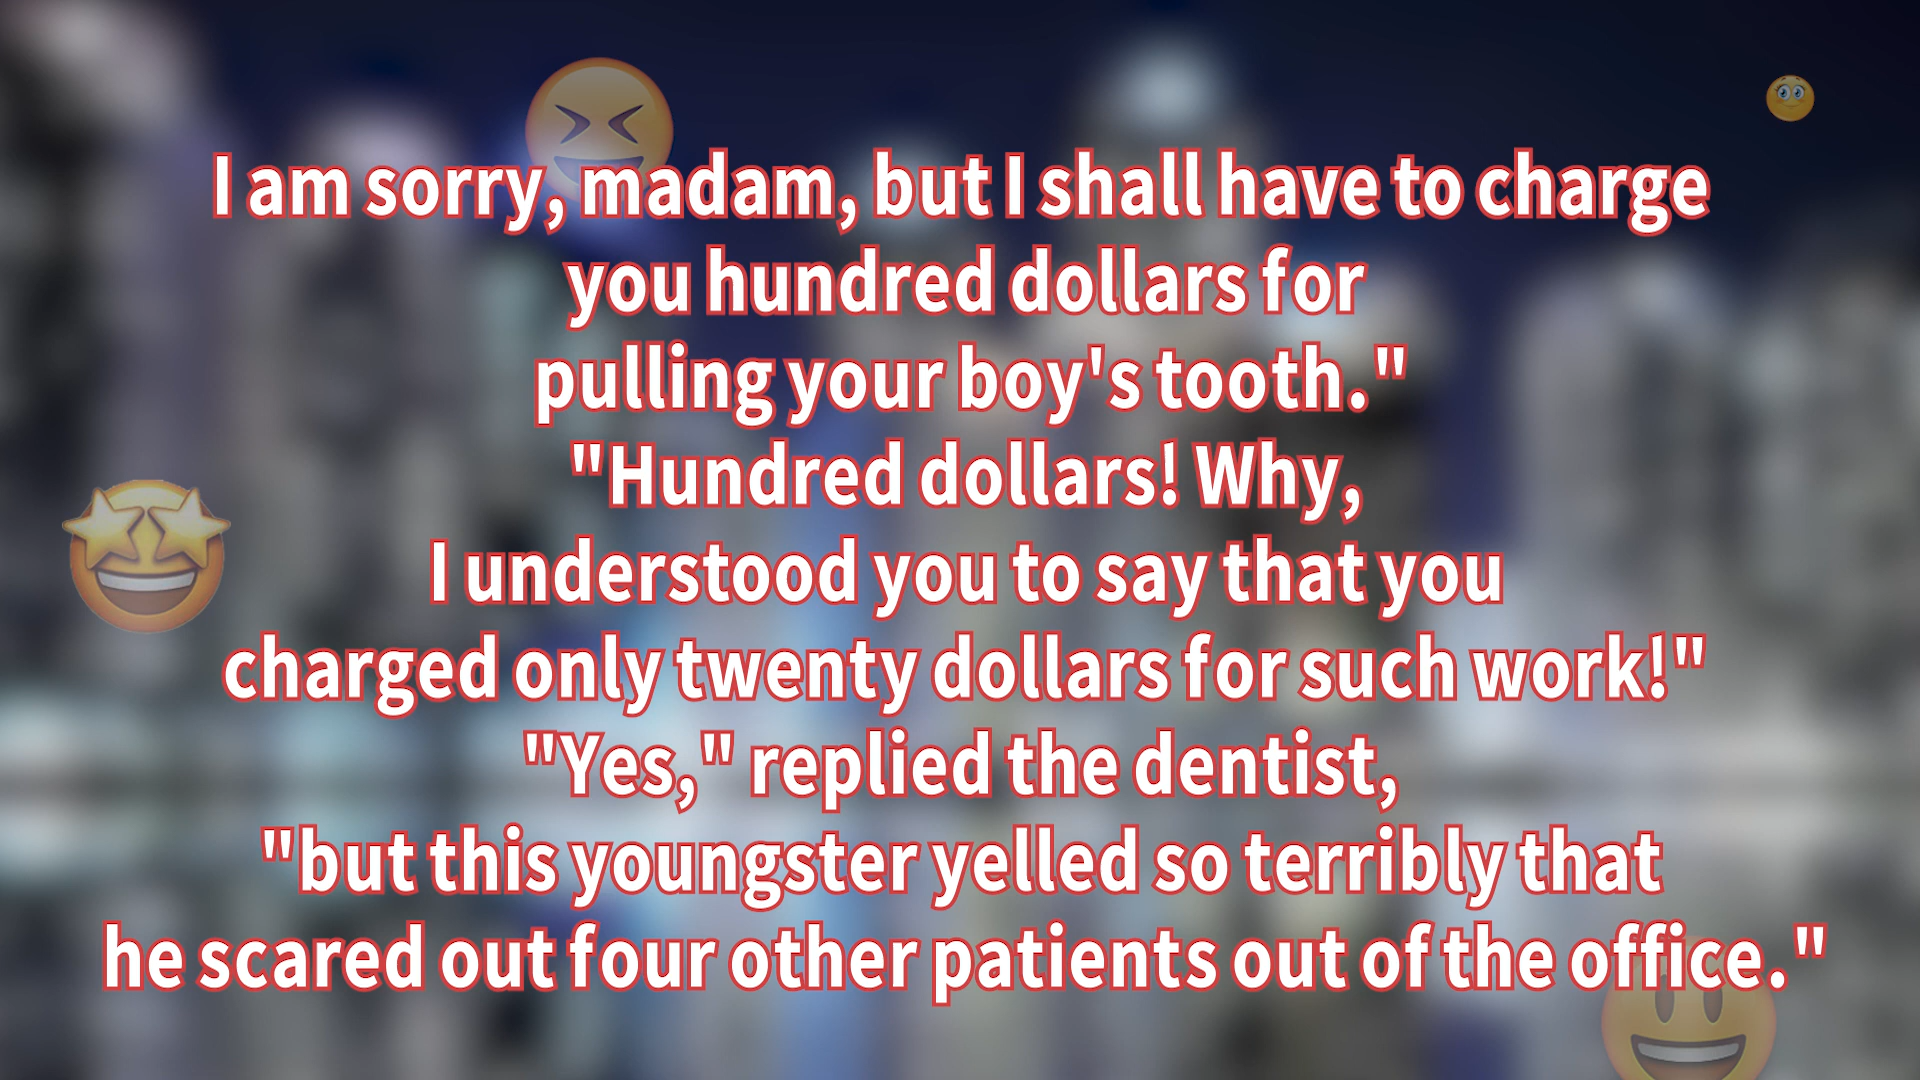 I am sorry, madam, but I shall have to charge
you hundred dollars for
pulling your boy's tooth."
"Hundred dollars! Why,
I understood you to say that you
charged only twenty dollars for such work!"
"Yes," replied the dentist,
"but this youngster yelled so terribly that
he scared out four other patients out of the office."